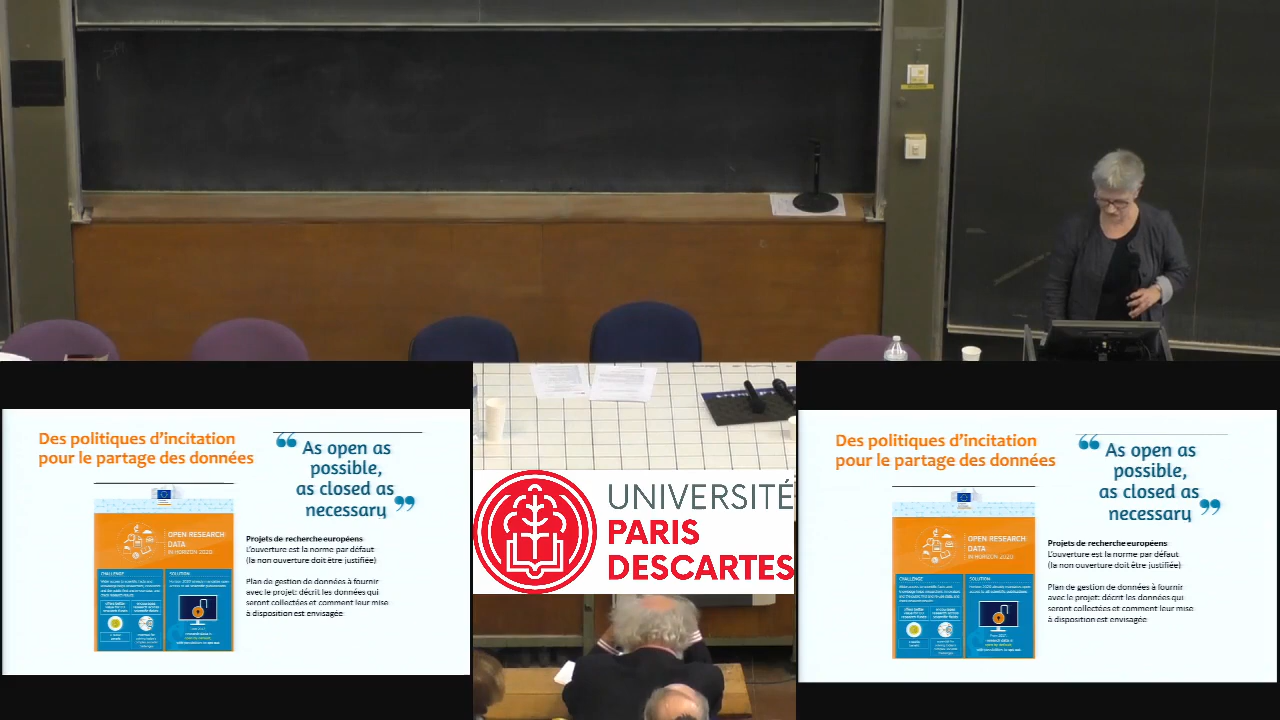 Des politiques d'incitation
pour le partage des données
“ As open as
possible,
as closed as
necessary ”
OPEN RESEARCH
DATA
IN HORIZON 2020
CHALLENGE
SOLUTION
Projets de recherche européens
L'ouverture est la norme par défaut
(la non ouverture doit être justifiée)
Plan de gestion de données à fournir
avec le projet: décrit les données qui
seront collectées et comment leur mise
à disposition est envisagée
UNIVERSITÉ
PARIS
DESCARTES
Des politiques d'incitation
pour le partage des données
“ As open as
possible,
as closed as
necessary ”
OPEN RESEARCH
DATA
IN HORIZON 2020
CHALLENGE
SOLUTION
Projets de recherche européens
L'ouverture est la norme par défaut
(la non ouverture doit être justifiée)
Plan de gestion de données à fournir
avec le projet: décrit les données qui
seront collectées et comment leur mise
à disposition est envisagée